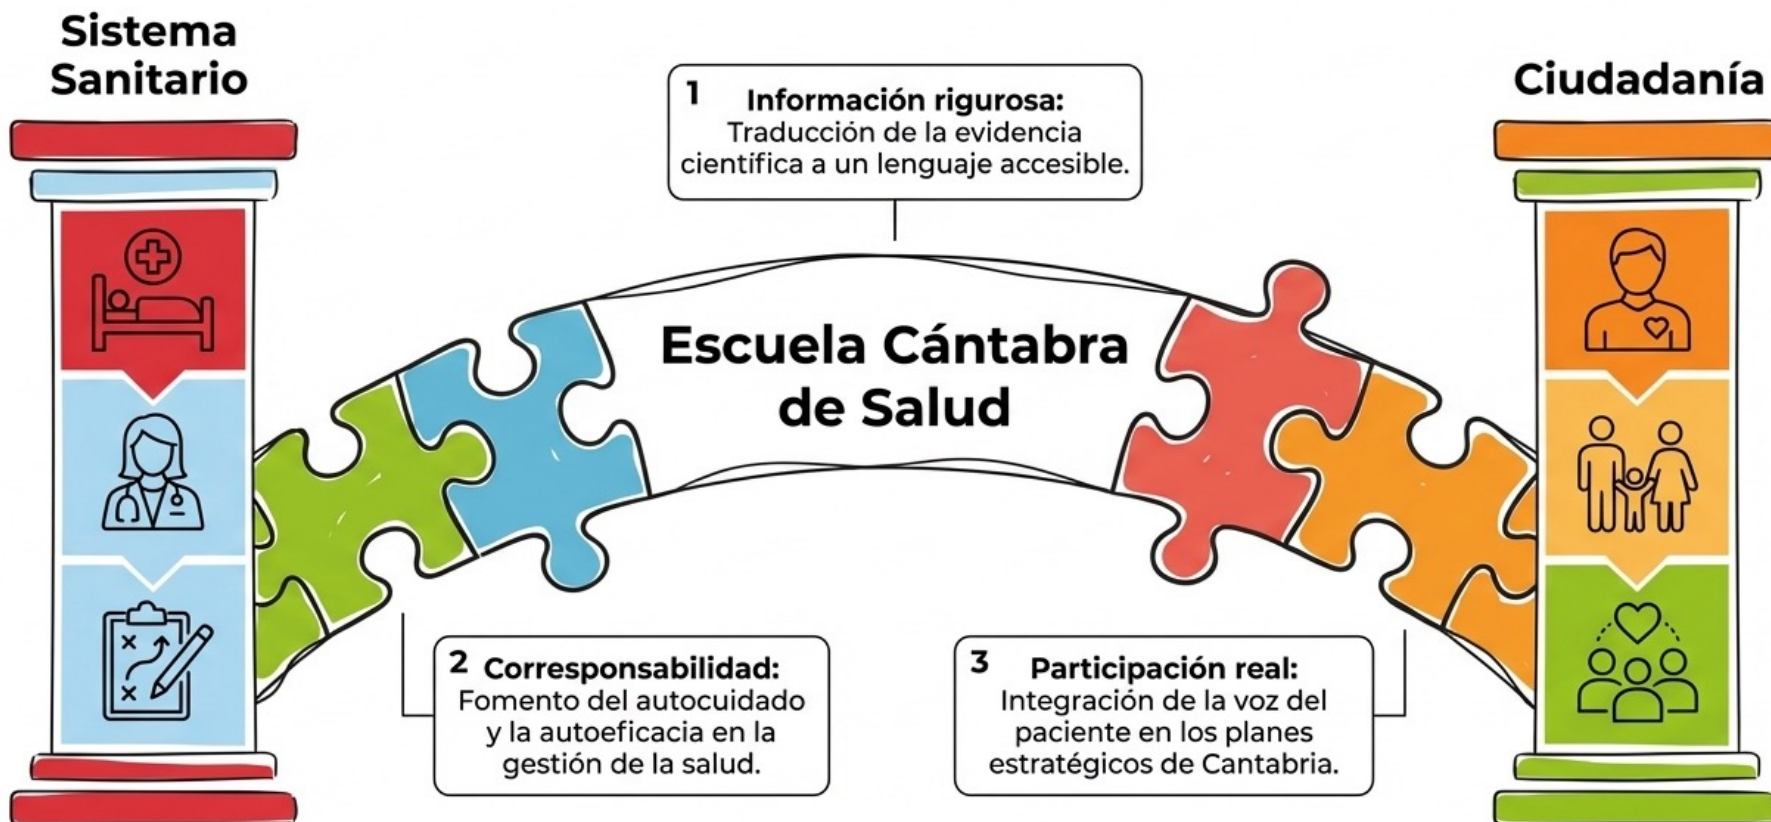 Sistema
Sanitario
1 Información rigurosa:
Traducción de la evidencia
científica a un lenguaje accesible.
Ciudadanía
Escuela Cántabra
de Salud
2 Corresponsabilidad:
Fomento del autocuidado
y la autoeficacia en la
gestión de la salud.
3 Participación real:
Integración de la voz del
paciente en los planes
estratégicos de Cantabria.